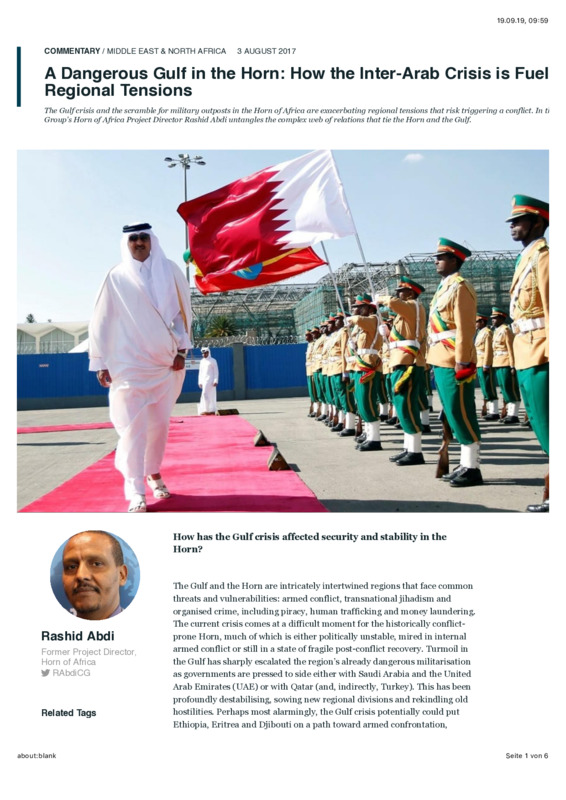 19.09.19, 09:59
COMMENTARY / MIDDLE EAST & NORTH AFRICA 3 AUGUST 2017
A Dangerous Gulf in the Horn: How the Inter-Arab Crisis is Fuel
Regional Tensions
The Gulf crisis and the scramble for military outposts in the Horn of Africa are exacerbating regional tensions that risk triggering a conflict. In ti
Group's Horn of Africa Project Director Rashid Abdi untangles the complex web of relations that tie the Horn and the Gulf.
How has the Gulf crisis affected security and stability in the
Horn?
The Gulf and the Horn are intricately intertwined regions that face common
threats and vulnerabilities: armed conflict, transnational jihadism and
organised crime, including piracy, human trafficking and money laundering.
The current crisis comes at a difficult moment for the historically conflict-
prone Horn, much of which is either politically unstable, mired in internal
armed conflict or still in a state of fragile post-conflict recovery. Turmoil in
the Gulf has sharply escalated the region's already dangerous militarisation
as governments are pressed to side either with Saudi Arabia and the United
Arab Emirates (UAE) or with Qatar (and, indirectly, Turkey). This has been
profoundly destabilising, sowing new regional divisions and rekindling old
hostilities. Perhaps most alarmingly, the Gulf crisis potentially could put
Ethiopia, Eritrea and Djibouti on a path toward armed confrontation,
Rashid Abdi
Former Project Director,
Horn of Africa
RAbdiCG
Related Tags
about:blank
Seite 1 von 6